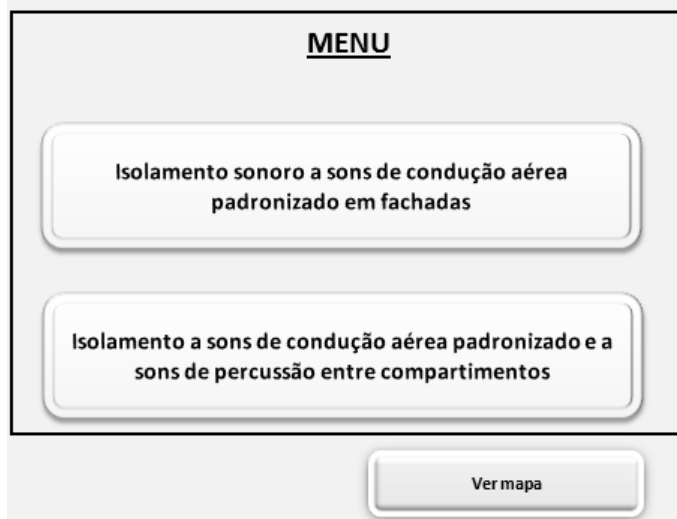 MENU
Isolamento sonoro a sons de condução aérea
padronizado em fachadas
Isolamento a sons de condução aérea padronizado e a
sons de percussão entre compartimentos
Ver mapa